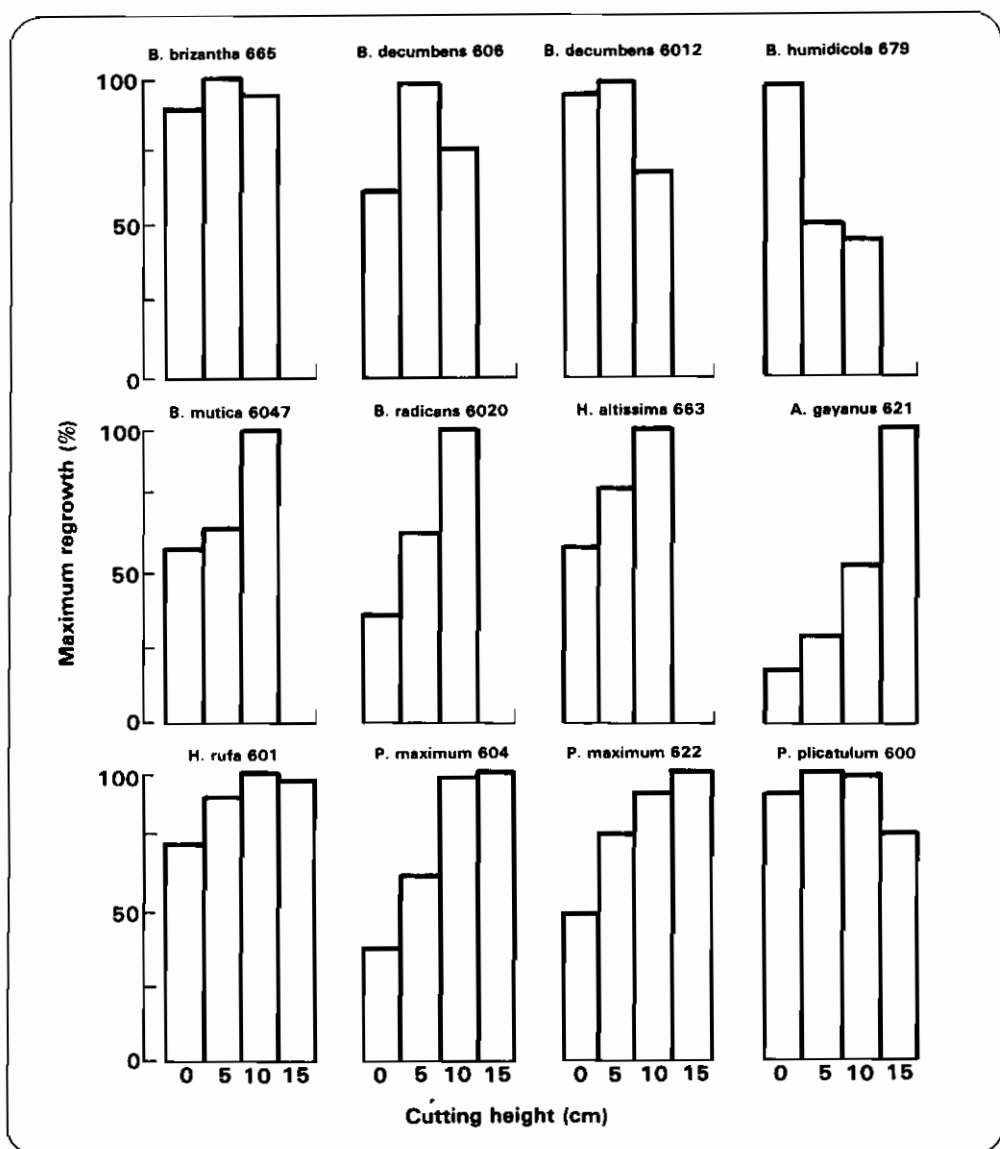 B. brizantha 665
B. decumbens 606
B. decumbens 6012
B. humidicola 679
100
50
0
B. mutica 6047
B. radicans 6020
H. altissima 663
A. gayanus 621
100
50
0
Maximum regrowth (%)
H. rufa 601
P. maximum 604
P. maximum 622
P. plicatulum 600
100
50
0
0 5 10 15
0 5 10 15
0 5 10 15
0 5 10 15
Cutting height (cm)